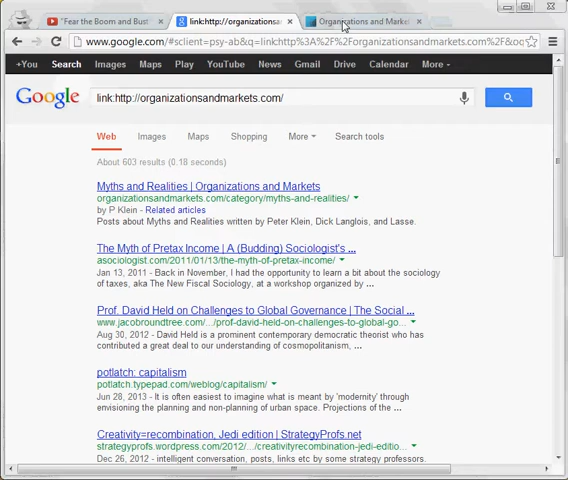 "Fear the Boom and Bust"
link:http://organizationsan
Organizations and Market
www.google.com/#sclient=psy-ab&q=link:http%3A%2F%2Forganizationsandmarkets.com%2F&oq
+You Search Images Maps Play YouTube News Gmail Drive Calendar More
Google link:http://organizationsandmarkets.com/
Web Images Maps Shopping More Search tools
About 603 results (0.18 seconds)
Myths and Realities | Organizations and Markets
organizationsandmarkets.com/category/myths-and-realities/
by P Klein - Related articles
Posts about Myths and Realities written by Peter Klein, Dick Langlois, and Lasse.
The Myth of Pretax Income | A (Budding) Sociologist's ...
asociologist.com/2011/01/13/the-myth-of-pretax-income/
Jan 13, 2011 - Back in November, I had the opportunity to learn a bit about the sociology
of taxes, aka The New Fiscal Sociology, at a workshop organized by ...
Prof. David Held on Challenges to Global Governance | The Social ...
www.jacobroundtree.com/.../prof-david-held-on-challenges-to-global-go...
Aug 30, 2012 - David Held is a prominent contemporary democratic theorist who has
contributed a great deal to our understanding of cosmopolitanism, ...
potlatch: capitalism
potlatch.typepad.com/weblog/capitalism/
Jun 28, 2013 - It is often easiest to imagine what is meant by 'modernity' through
envisioning the planning and non-planning of urban space. Projections of the ...
Creativity=recombination, Jedi edition | StrategyProfs.net
strategyprofs.wordpress.com/2012/.../creativityrecombination-jedi-editio...
Dec 26, 2012 - intelligent conversation, posts, links etc by some strategy professors.